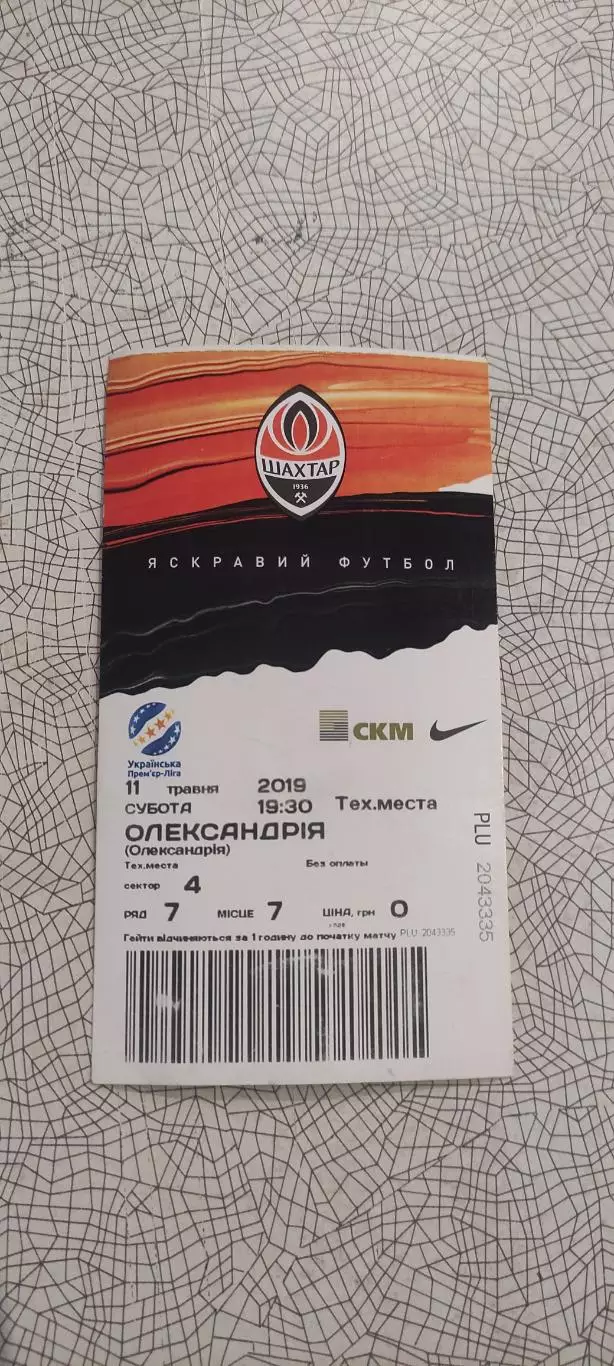 ШАХТАР
1936
ЯСКРАВИЙ ФУТБОЛ
Українська
Прем'єр-Ліга
СКМ
11 травня 2019
СУБОТА 19:30 Тех.места
ОЛЕКСАНДРІЯ
(Олександрія)
Тех.места Без оплаты
сектор 4
РЯД 7 МІСЦЕ 7 ЦІНА, грн 0
з ПДВ
Гейти відчиняються за 1 годину до початку матчу PLU 2043335
PLU 2043335